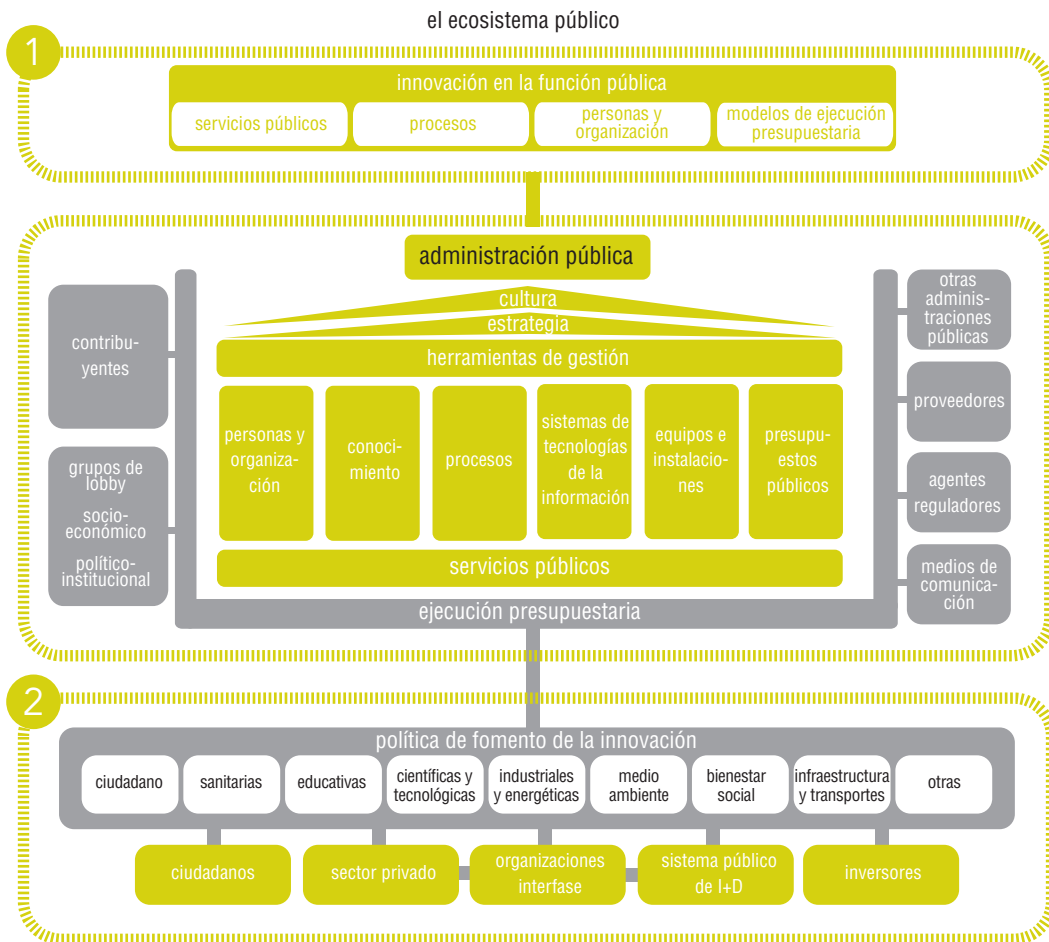 el ecosistema público
1
innovación en la función pública
servicios públicos
procesos
personas y
organización
modelos de ejecución
presupuestaria
administración pública
cultura
estrategia
herramientas de gestión
contribu-
yentes
grupos de
lobby
socio-
económico
político-
institucional
personas y
organiza-
ción
conoci-
miento
procesos
sistemas de
tecnologías
de la
información
equipos e
instalacio-
nes
presupu-
estos
públicos
servicios públicos
ejecución presupuestaria
otras
adminis-
traciones
públicas
proveedores
agentes
reguladores
medios de
comunica-
ción
2
política de fomento de la innovación
ciudadano
sanitarias
educativas
científicas y
tecnológicas
industriales
y energéticas
medio
ambiente
bienestar
social
infraestructura
y transportes
otras
ciudadanos
sector privado
organizaciones
interfase
sistema público
de I+D
inversores